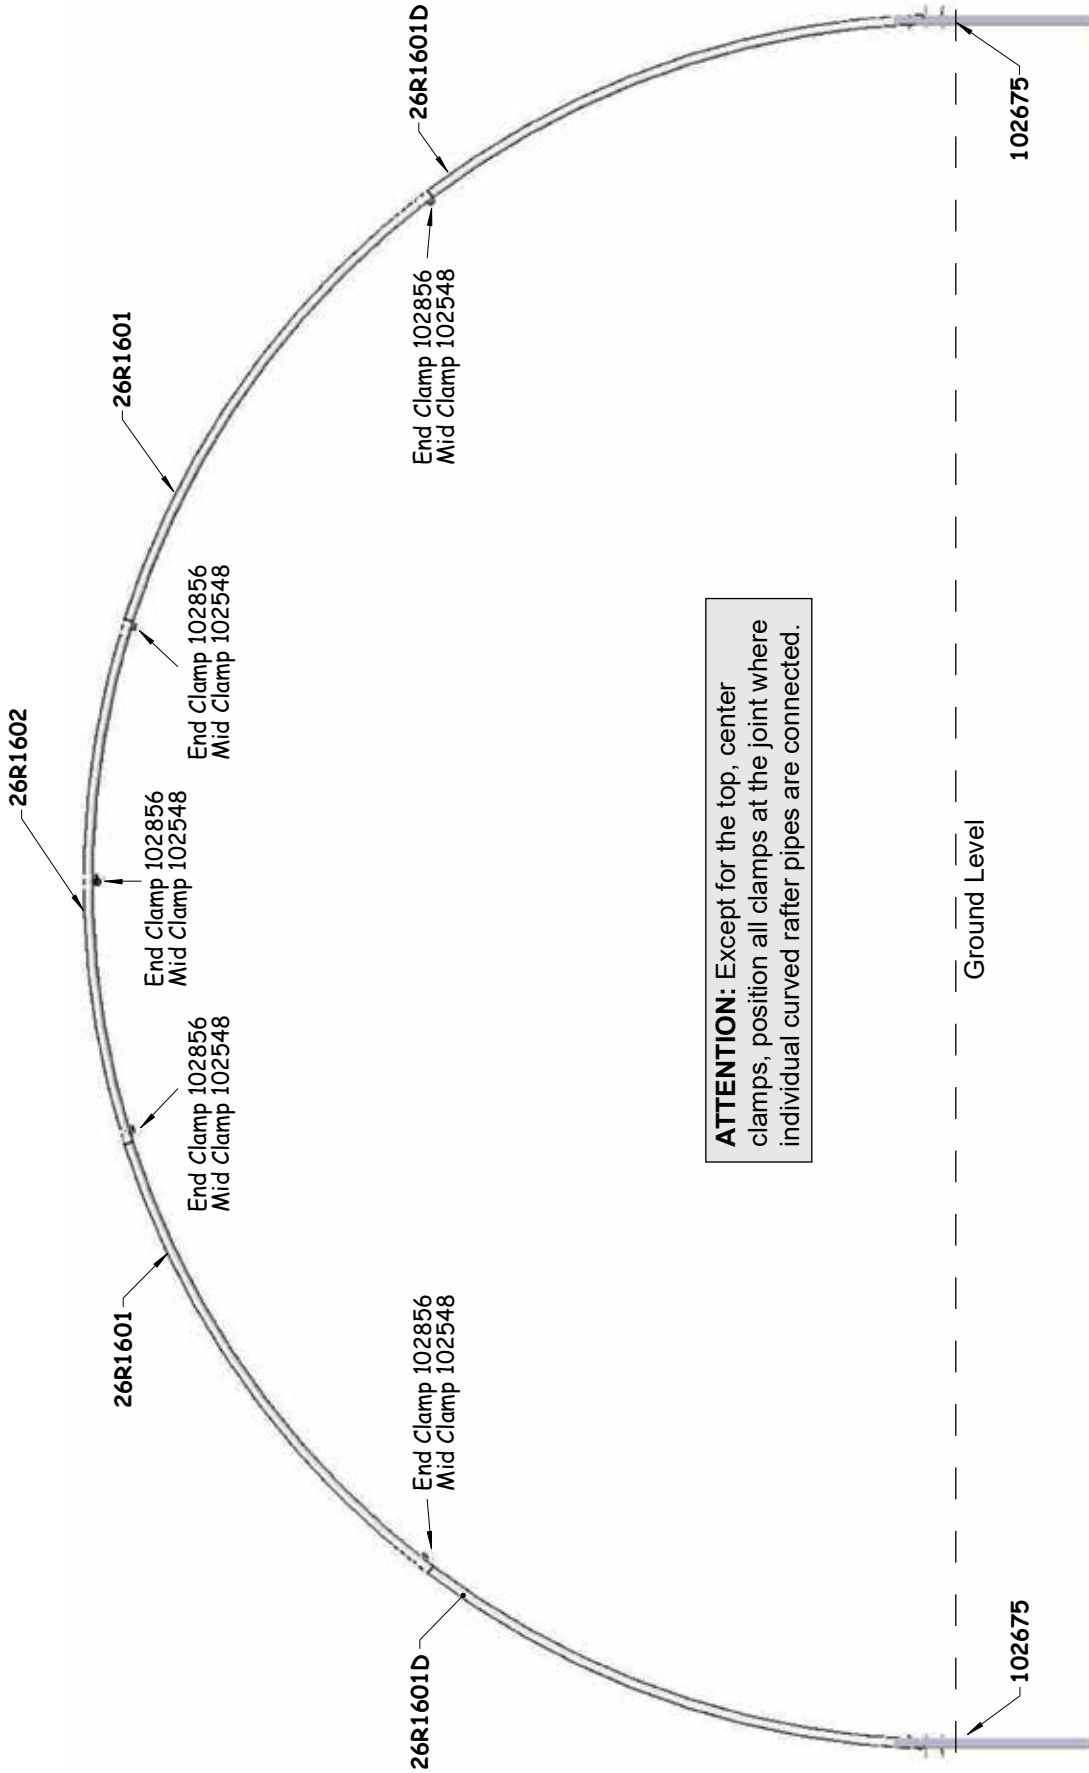 26R1602
26R1601
26R1601
End Clamp 102856
Mid Clamp 102548
End Clamp 102856
Mid Clamp 102548
End Clamp 102856
Mid Clamp 102548
26R1601D
26R1601D
End Clamp 102856
Mid Clamp 102548
End Clamp 102856
Mid Clamp 102548
ATTENTION: Except for the top, center
clamps, position all clamps at the joint where
individual curved rafter pipes are connected.
Ground Level
102675
102675